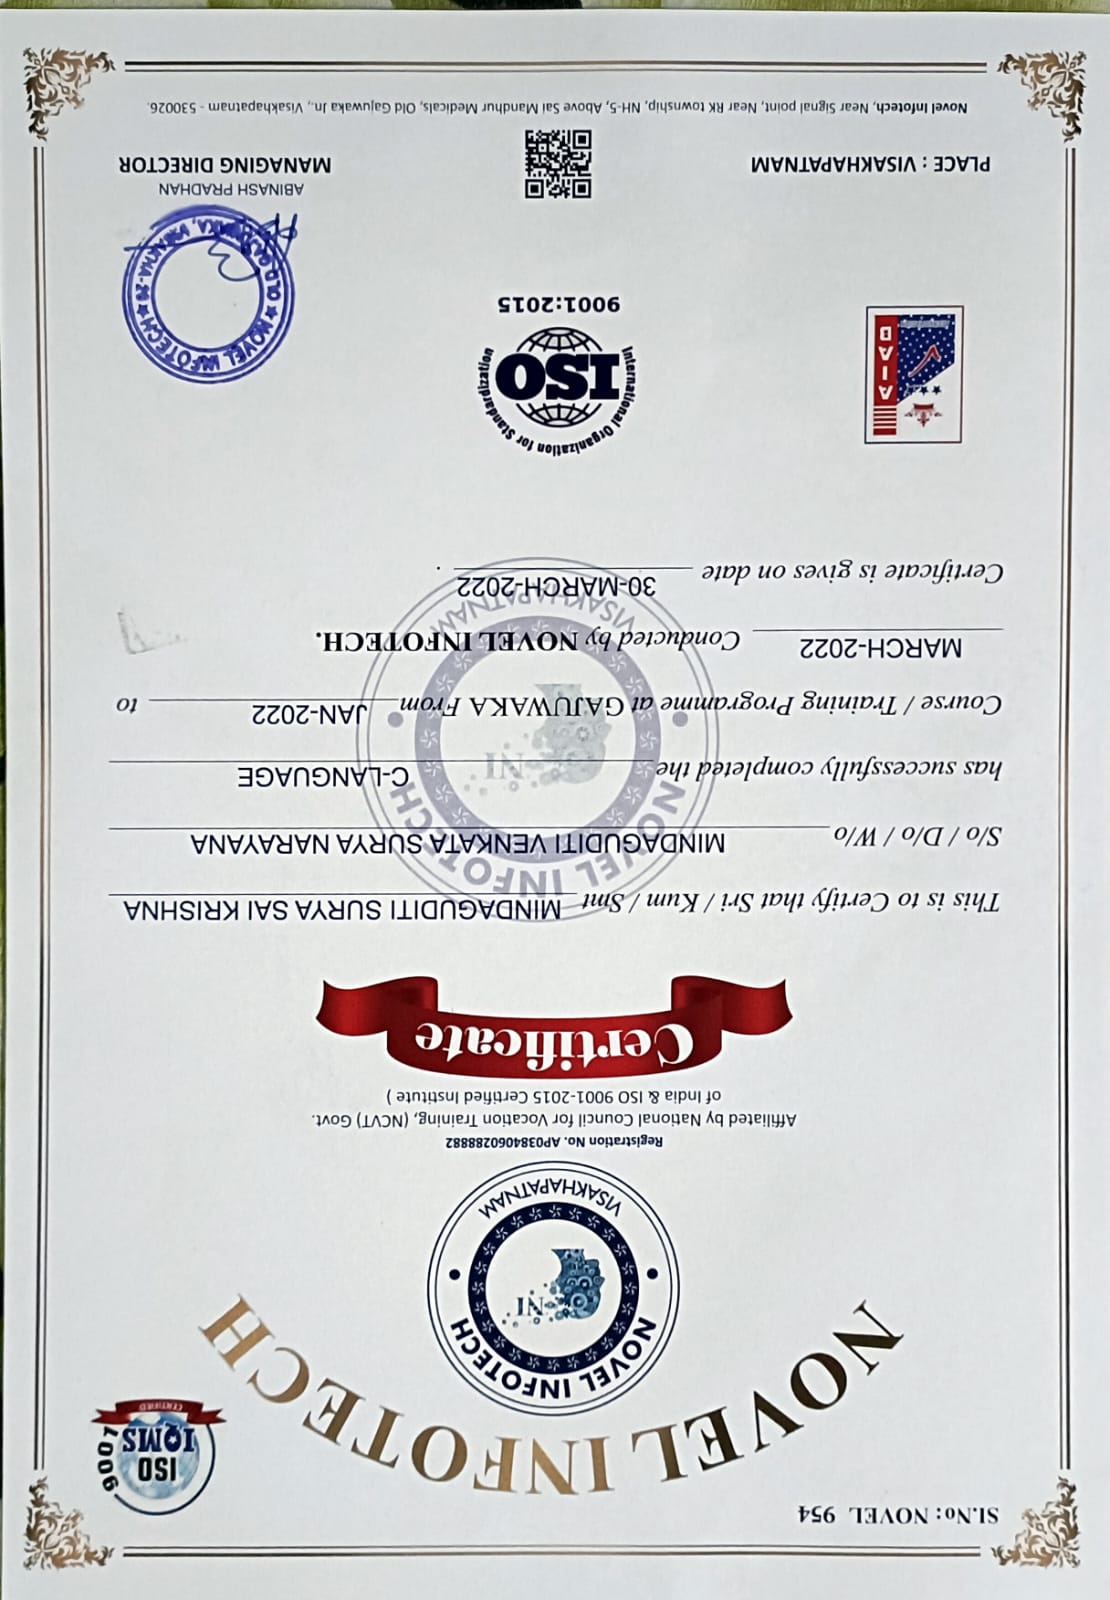 SI.No: NOVEL 954
NOVEL INFOTECH
ISO 9001
IQMS
CERTIFIED
NOVEL INFOTECH
NI
VISAKHAPATNAM
Registration No. AP0384060288882
Affiliated by National Council for Vocation Training, (NCVT) Govt.
of India & ISO 9001-2015 Certified Institute )
Certificate
This is to Certify that Sri / Kum / Smt MINDAGUDITI SURYA SAI KRISHNA
S/o / D/o / W/o MINDAGUDITI VENKATA SURYA NARAYANA
has successfully completed the C-LANGUAGE
Course / Training Programme at GAJUWAKA From JAN-2022 to
MARCH-2022 Conducted by NOVEL INFOTECH.
Certificate is gives on date 30-MARCH-2022 .
NOVEL INFOTECH
NI
VISAKHAPATNAM
AIAB
International Organization for Standardization
ISO
9001:2015
NOVEL INFOTECH
OLD GAJUWAKA, VISAKHA-26
ABINASH PRADHAN
PLACE : VISAKHAPATNAM
MANAGING DIRECTOR
Novel Infotech, Near Signal point, Near RK township, NH-5, Above Sai Mandhur Medicals, Old Gajuwaka Jn., Visakhapatnam - 530026.